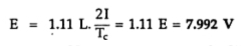 E = 1.11 L. 2I/Tc = 1.11 E = 7.992 V